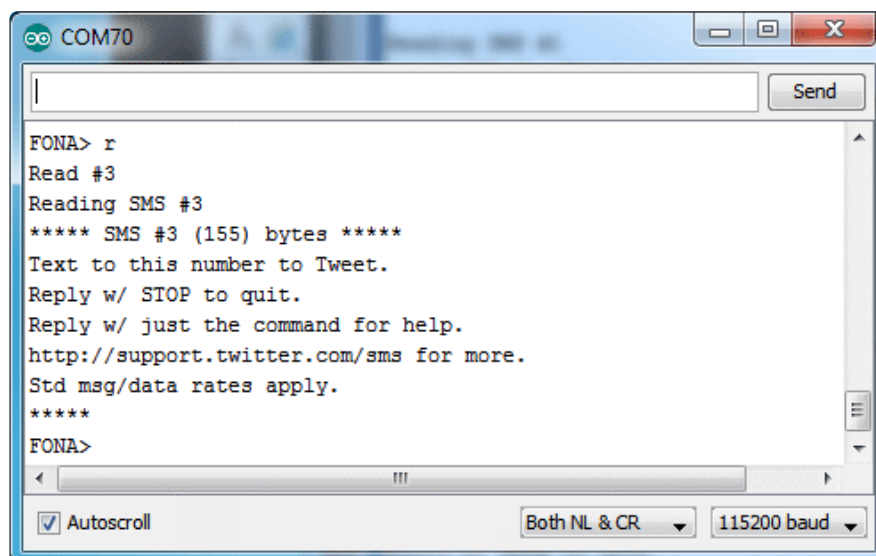 COM70
Send
FONA> r
Read #3
Reading SMS #3
***** SMS #3 (155) bytes *****
Text to this number to Tweet.
Reply w/ STOP to quit.
Reply w/ just the command for help.
http://support.twitter.com/sms for more.
Std msg/data rates apply.
*****
FONA>
Autoscroll
Both NL & CR
115200 baud